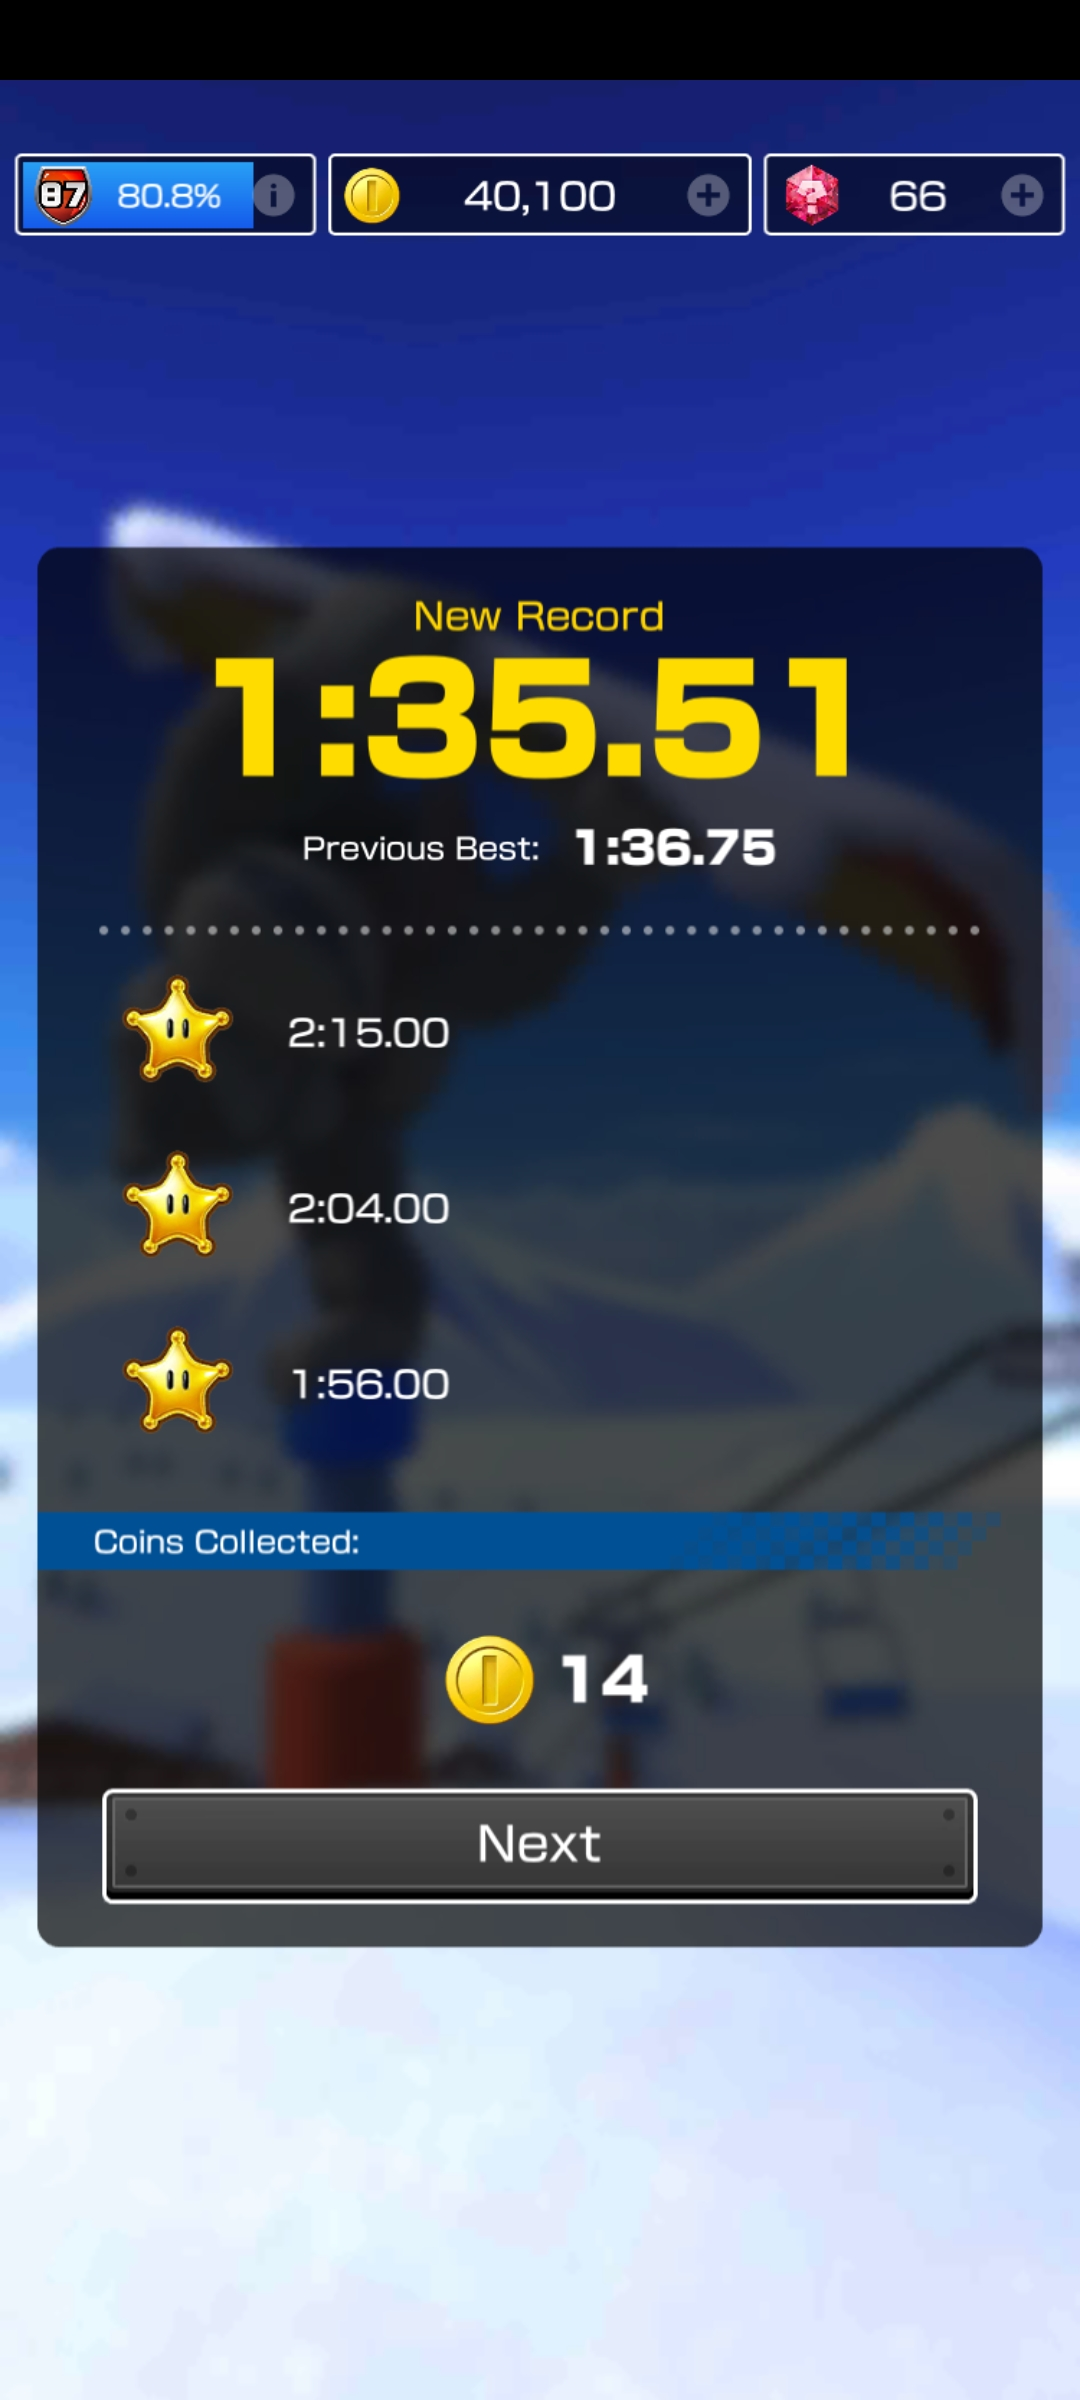 87 80.8% i 40,100 + ? 66 +
New Record
1:35.51
Previous Best: 1:36.75
2:15.00
2:04.00
1:56.00
Coins Collected:
14
Next